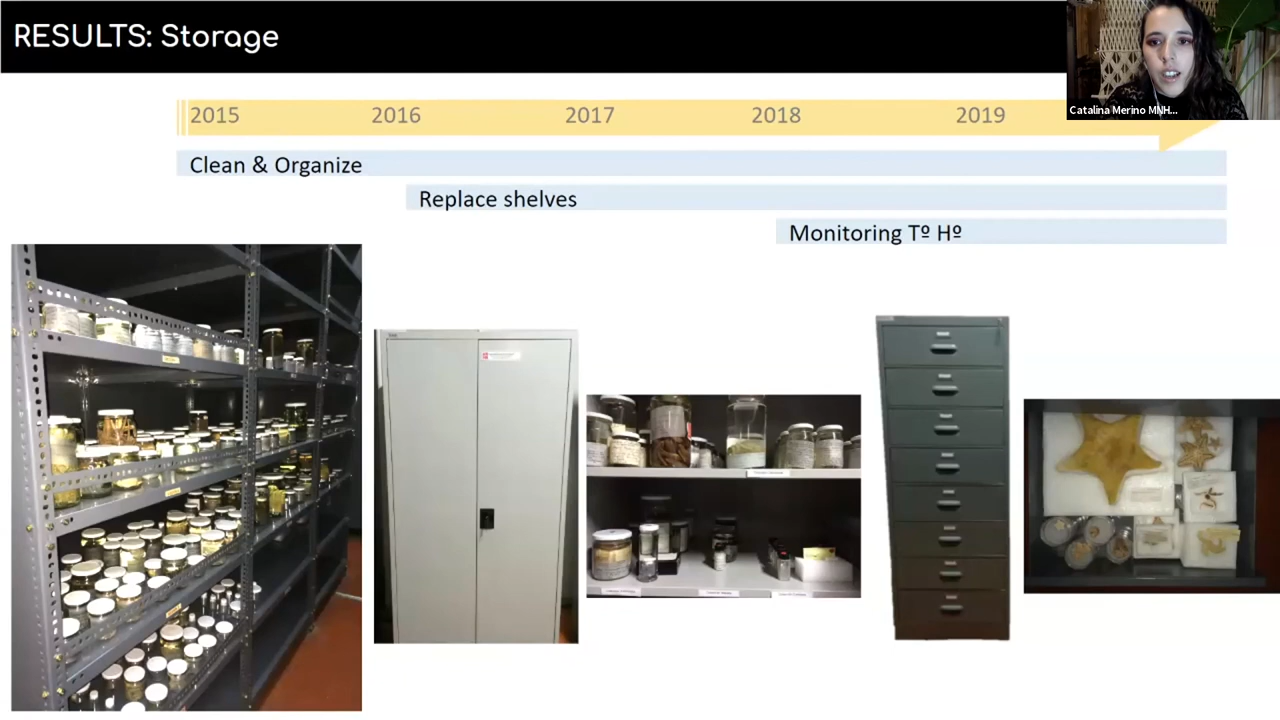 RESULTS: Storage
Catalina Merino MNH...
2015 2016 2017 2018 2019
Clean & Organize
Replace shelves
Monitoring Tº Hº